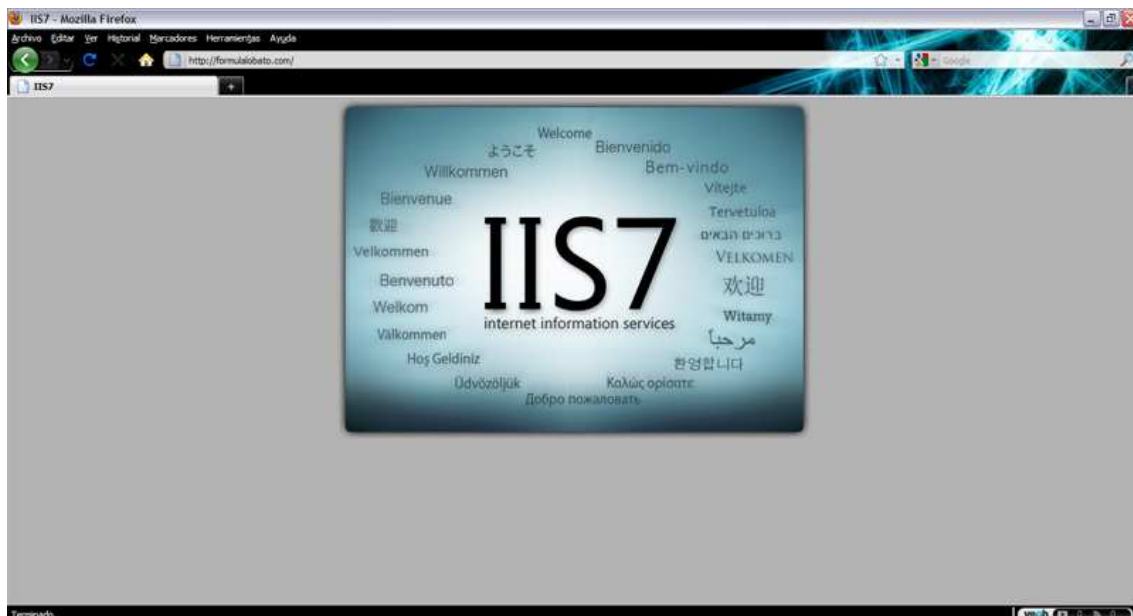 IIS7 - Mozilla Firefox
Archivo Editar Ver Historial Marcadores Herramientas Ayuda
http://formulalobato.com/
Google
IIS7
Welcome
ようこそ Bienvenido
Willkommen Bem-vindo
Bienvenue Vítejte
歡迎 Tervetuloa
ברוכים הבאים
Velkommen VELKOMEN
Benvenuto 欢迎
IIS7
Welkom Witamy
internet information services
Välkommen مرحباً
Hoş Geldiniz 환영합니다
Üdvözöljük Καλώς ορίσατε
Добро пожаловать
Terminado